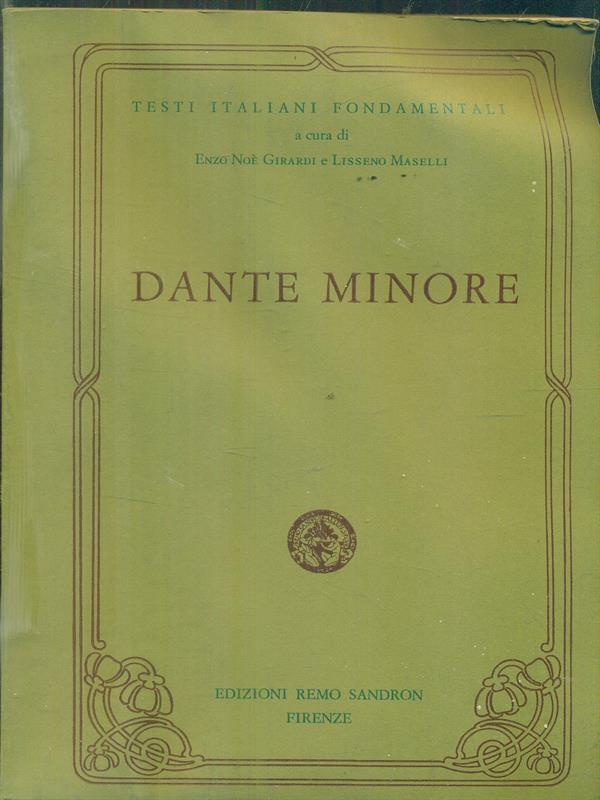 TESTI ITALIANI FONDAMENTALI
a cura di
ENZO NOÈ GIRARDI e LISSENO MASELLI
DANTE MINORE
EDIZIONI REMO SANDRON
FIRENZE